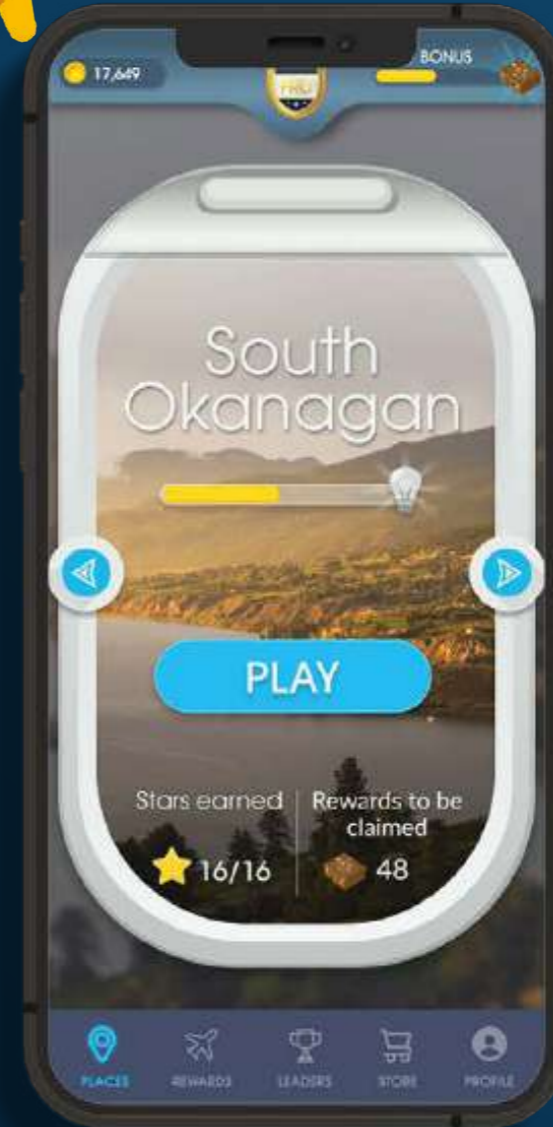 17,649
BONUS
PRO
South
Okanagan
PLAY
Stars earned
Rewards to be
claimed
16/16
48
PLACES
REWARDS
LEADERS
STORE
PROFILE